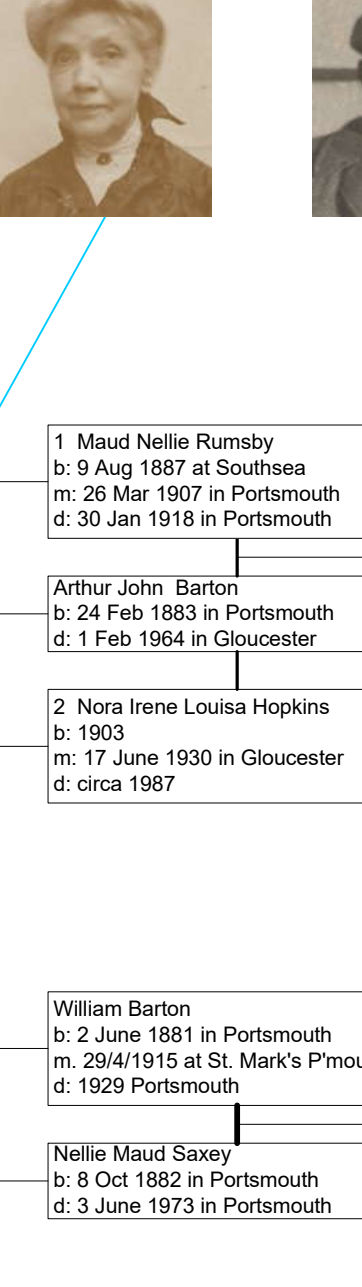 1 Maud Nellie Rumsby
b: 9 Aug 1887 at Southsea
m: 26 Mar 1907 in Portsmouth
d: 30 Jan 1918 in Portsmouth
Arthur John Barton
b: 24 Feb 1883 in Portsmouth
d: 1 Feb 1964 in Gloucester
2 Nora Irene Louisa Hopkins
b: 1903
m: 17 June 1930 in Gloucester
d: circa 1987
William Barton
b: 2 June 1881 in Portsmouth
m. 29/4/1915 at St. Mark's P'mou
d: 1929 Portsmouth
Nellie Maud Saxey
b: 8 Oct 1882 in Portsmouth
d: 3 June 1973 in Portsmouth